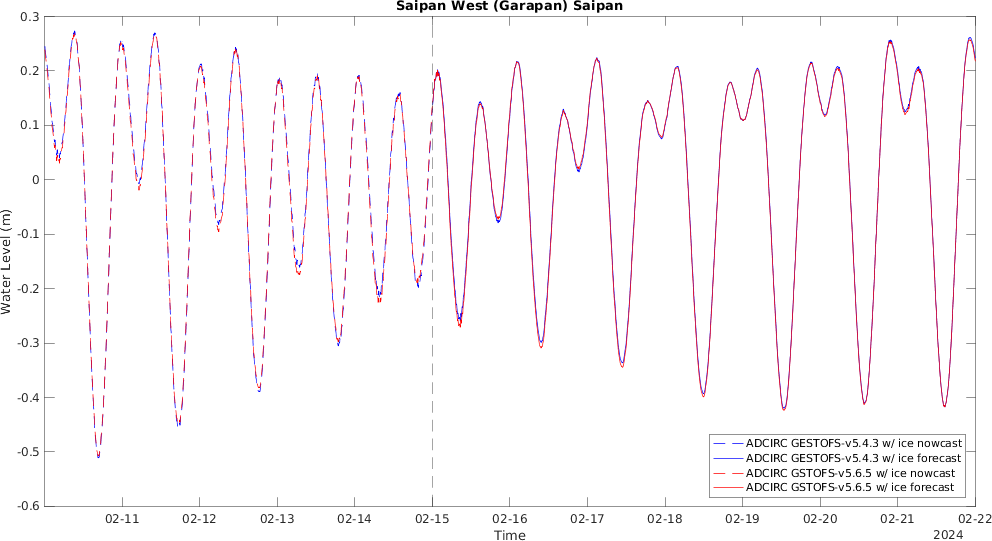 Saipan West (Garapan) Saipan
0.3
0.2
0.1
0
-0.1
-0.2
-0.3
-0.4
-0.5
-0.6
Water Level (m)
ADCIRC GESTOFS-v5.4.3 w/ ice nowcast
ADCIRC GESTOFS-v5.4.3 w/ ice forecast
ADCIRC GSTOFS-v5.6.5 w/ ice nowcast
ADCIRC GSTOFS-v5.6.5 w/ ice forecast
02-11 02-12 02-13 02-14 02-15 02-16 02-17 02-18 02-19 02-20 02-21 02-22
Time
2024